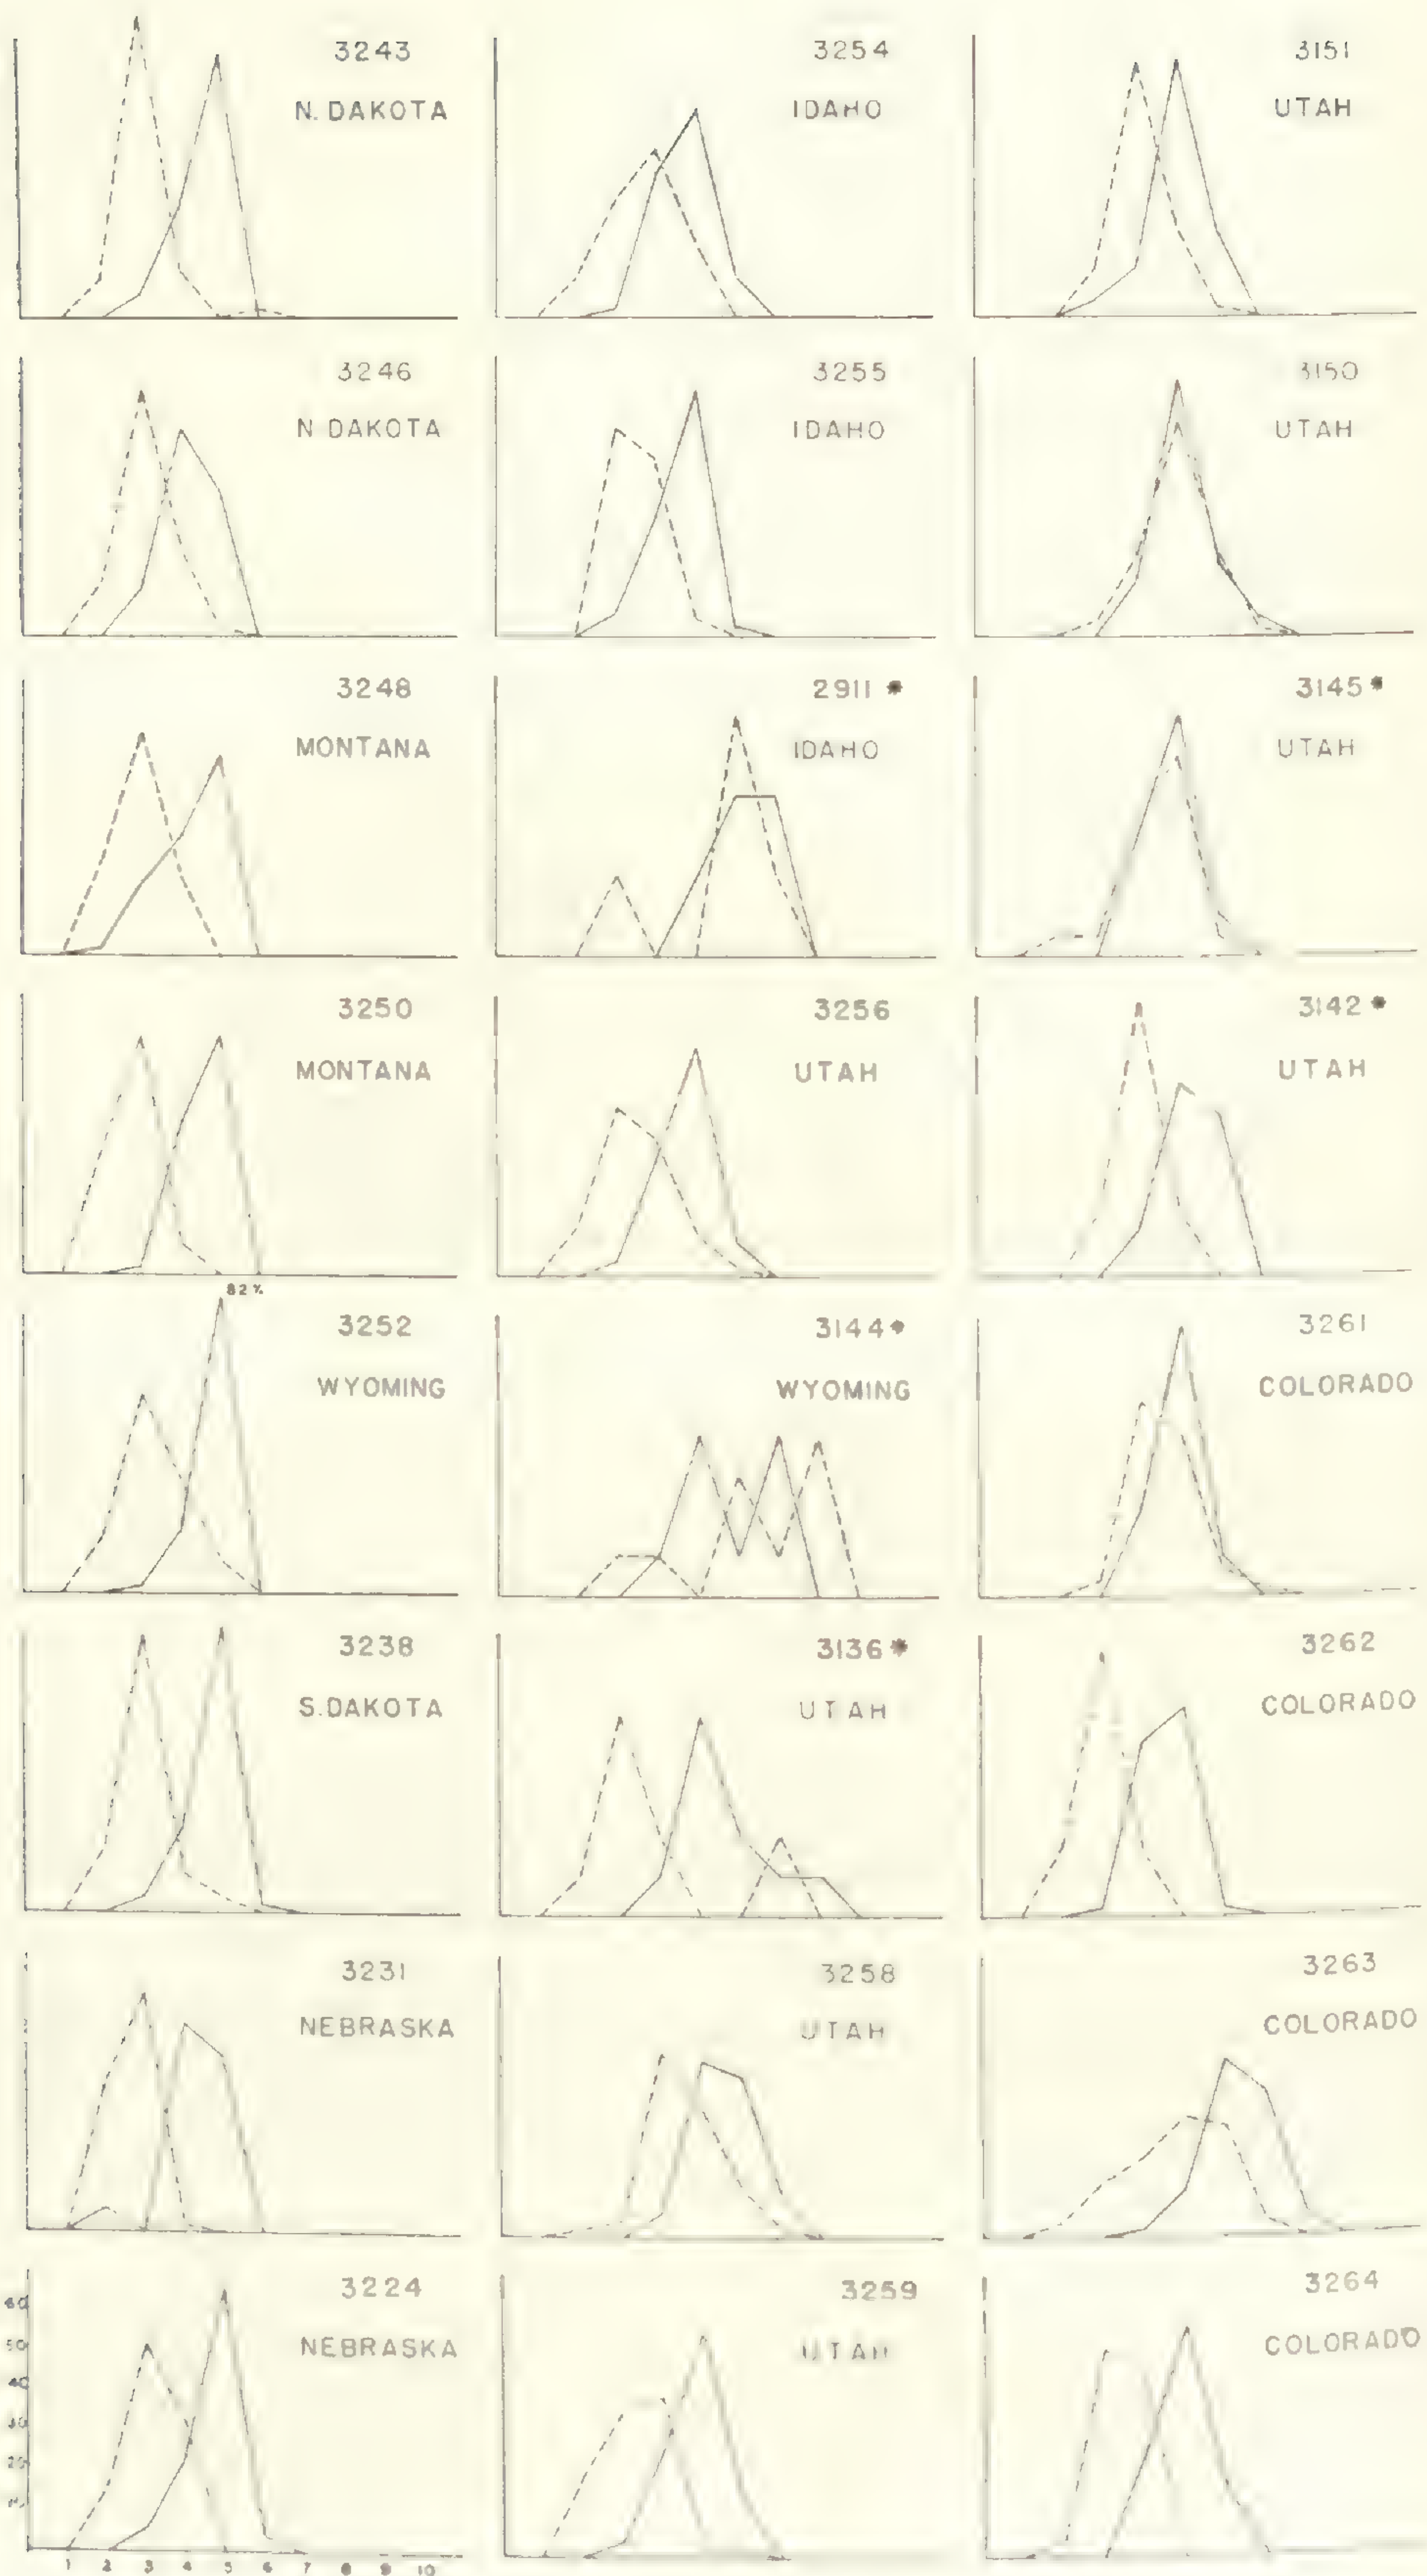 3243
N. DAKOTA
3254
IDAHO
3151
UTAH
3246
N DAKOTA
3255
IDAHO
3150
UTAH
3248
MONTANA
2911 *
IDAHO
3145*
UTAH
3250
MONTANA
3256
UTAH
3142 *
UTAH
82%
3252
WYOMING
3144*
WYOMING
3261
COLORADO
3238
S.DAKOTA
3136 *
UTAH
3262
COLORADO
3231
NEBRASKA
3258
UTAH
3263
COLORADO
3224
NEBRASKA
3259
UTAH
3264
COLORADO
60
50
40
30
20
1 2 3 4 5 6 7 8 9 10